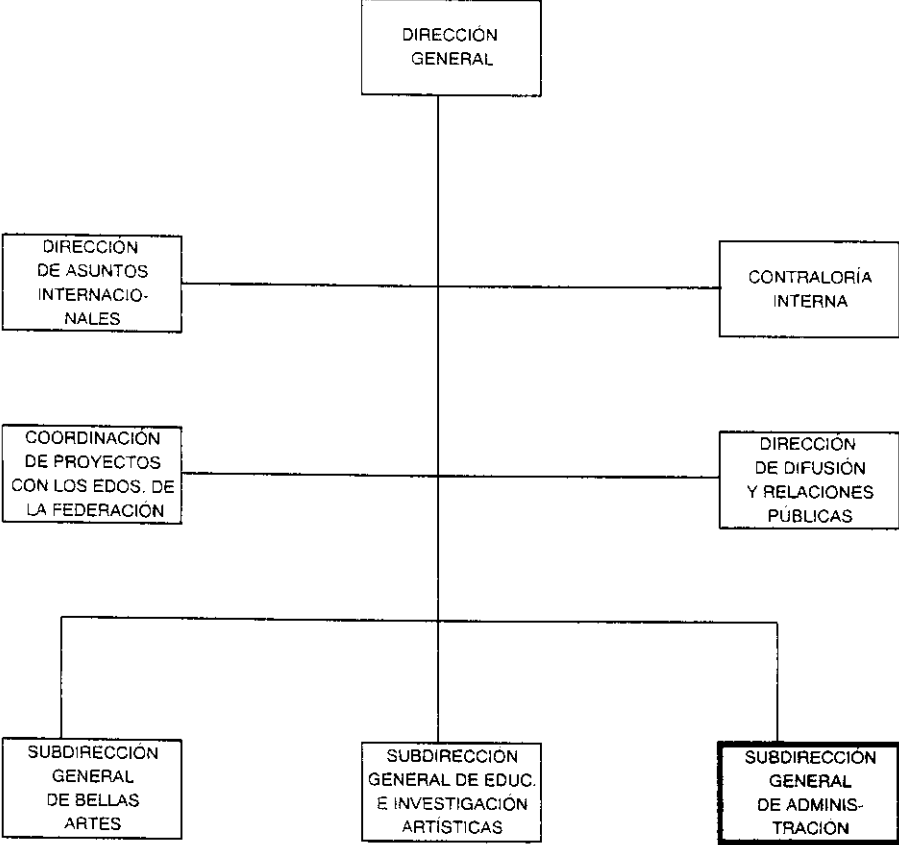 DIRECCIÓN
GENERAL
DIRECCIÓN
DE ASUNTOS
INTERNACIO-
NALES
CONTRALORÍA
INTERNA
COORDINACIÓN
DE PROYECTOS
CON LOS EDOS. DE
LA FEDERACIÓN
DIRECCIÓN
DE DIFUSIÓN
Y RELACIONES
PÚBLICAS
SUBDIRECCIÓN
GENERAL
DE BELLAS
ARTES
SUBDIRECCIÓN
GENERAL DE EDUC.
E INVESTIGACIÓN
ARTÍSTICAS
SUBDIRECCIÓN
GENERAL
DE ADMINIS-
TRACIÓN